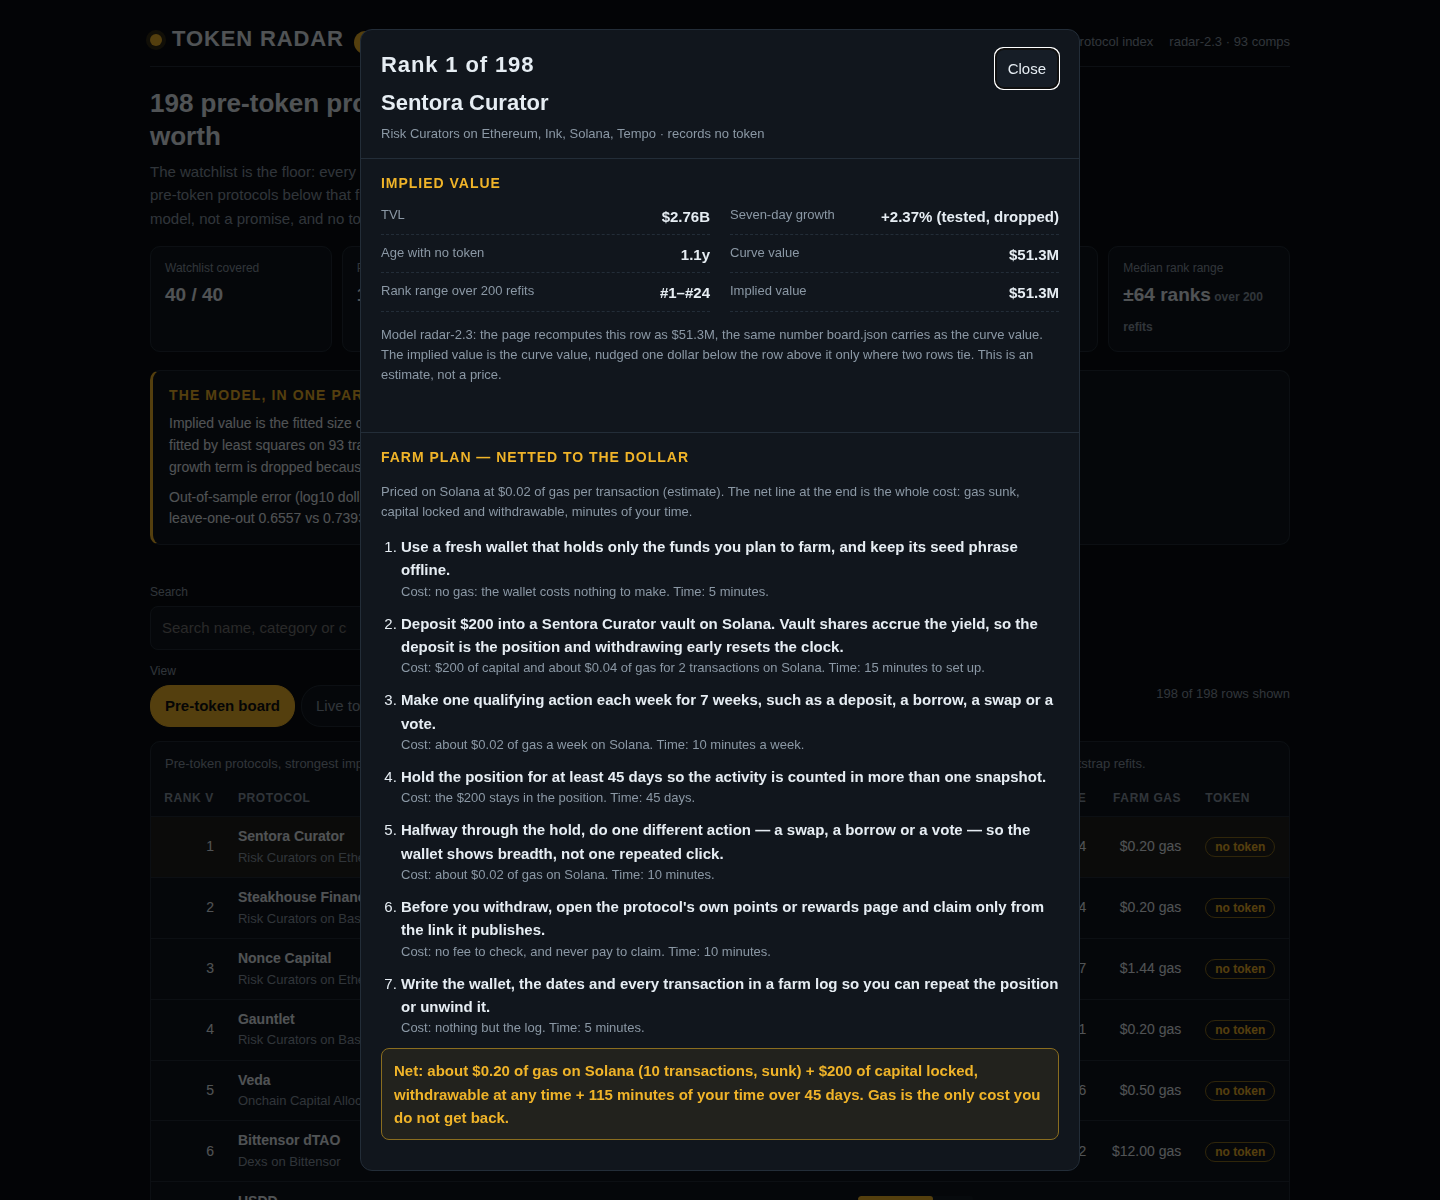 TOKEN RADAR
rotocol index radar-2.3 · 93 comps
198 pre-token pro
worth
The watchlist is the floor: every
pre-token protocols below that f
model, not a promise, and no to
Watchlist covered
40 / 40
Median rank range
±64 ranks over 200
refits
THE MODEL, IN ONE PAR
Implied value is the fitted size o
fitted by least squares on 93 tra
growth term is dropped becaus
Out-of-sample error (log10 doll
leave-one-out 0.6557 vs 0.7393
Search
Search name, category or c
View
Pre-token board Live to
198 of 198 rows shown
Pre-token protocols, strongest imp
tstrap refits.
RANK V PROTOCOL E FARM GAS TOKEN
1 Sentora Curator 4 $0.20 gas no token
Risk Curators on Ethe
2 Steakhouse Financ 4 $0.20 gas no token
Risk Curators on Bas
3 Nonce Capital 7 $1.44 gas no token
Risk Curators on Ethe
4 Gauntlet 1 $0.20 gas no token
Risk Curators on Bas
5 Veda 6 $0.50 gas no token
Onchain Capital Alloc
6 Bittensor dTAO 2 $12.00 gas no token
Dexs on Bittensor
Rank 1 of 198
Close
Sentora Curator
Risk Curators on Ethereum, Ink, Solana, Tempo · records no token
IMPLIED VALUE
TVL $2.76B Seven-day growth +2.37% (tested, dropped)
Age with no token 1.1y Curve value $51.3M
Rank range over 200 refits #1–#24 Implied value $51.3M
Model radar-2.3: the page recomputes this row as $51.3M, the same number board.json carries as the curve value.
The implied value is the curve value, nudged one dollar below the row above it only where two rows tie. This is an
estimate, not a price.
FARM PLAN — NETTED TO THE DOLLAR
Priced on Solana at $0.02 of gas per transaction (estimate). The net line at the end is the whole cost: gas sunk,
capital locked and withdrawable, minutes of your time.
1. Use a fresh wallet that holds only the funds you plan to farm, and keep its seed phrase
offline.
Cost: no gas: the wallet costs nothing to make. Time: 5 minutes.
2. Deposit $200 into a Sentora Curator vault on Solana. Vault shares accrue the yield, so the
deposit is the position and withdrawing early resets the clock.
Cost: $200 of capital and about $0.04 of gas for 2 transactions on Solana. Time: 15 minutes to set up.
3. Make one qualifying action each week for 7 weeks, such as a deposit, a borrow, a swap or a
vote.
Cost: about $0.02 of gas a week on Solana. Time: 10 minutes a week.
4. Hold the position for at least 45 days so the activity is counted in more than one snapshot.
Cost: the $200 stays in the position. Time: 45 days.
5. Halfway through the hold, do one different action — a swap, a borrow or a vote — so the
wallet shows breadth, not one repeated click.
Cost: about $0.02 of gas on Solana. Time: 10 minutes.
6. Before you withdraw, open the protocol's own points or rewards page and claim only from
the link it publishes.
Cost: no fee to check, and never pay to claim. Time: 10 minutes.
7. Write the wallet, the dates and every transaction in a farm log so you can repeat the position
or unwind it.
Cost: nothing but the log. Time: 5 minutes.
Net: about $0.20 of gas on Solana (10 transactions, sunk) + $200 of capital locked,
withdrawable at any time + 115 minutes of your time over 45 days. Gas is the only cost you
do not get back.